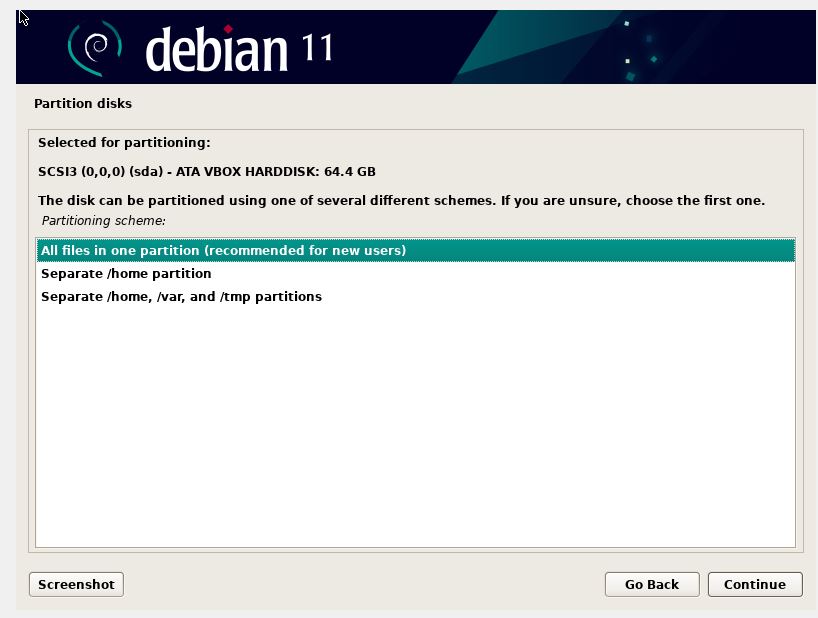 debian 11
Partition disks
Selected for partitioning:
SCSI3 (0,0,0) (sda) - ATA VBOX HARDDISK: 64.4 GB
The disk can be partitioned using one of several different schemes. If you are unsure, choose the first one.
Partitioning scheme:
All files in one partition (recommended for new users)
Separate /home partition
Separate /home, /var, and /tmp partitions
Screenshot
Go Back
Continue